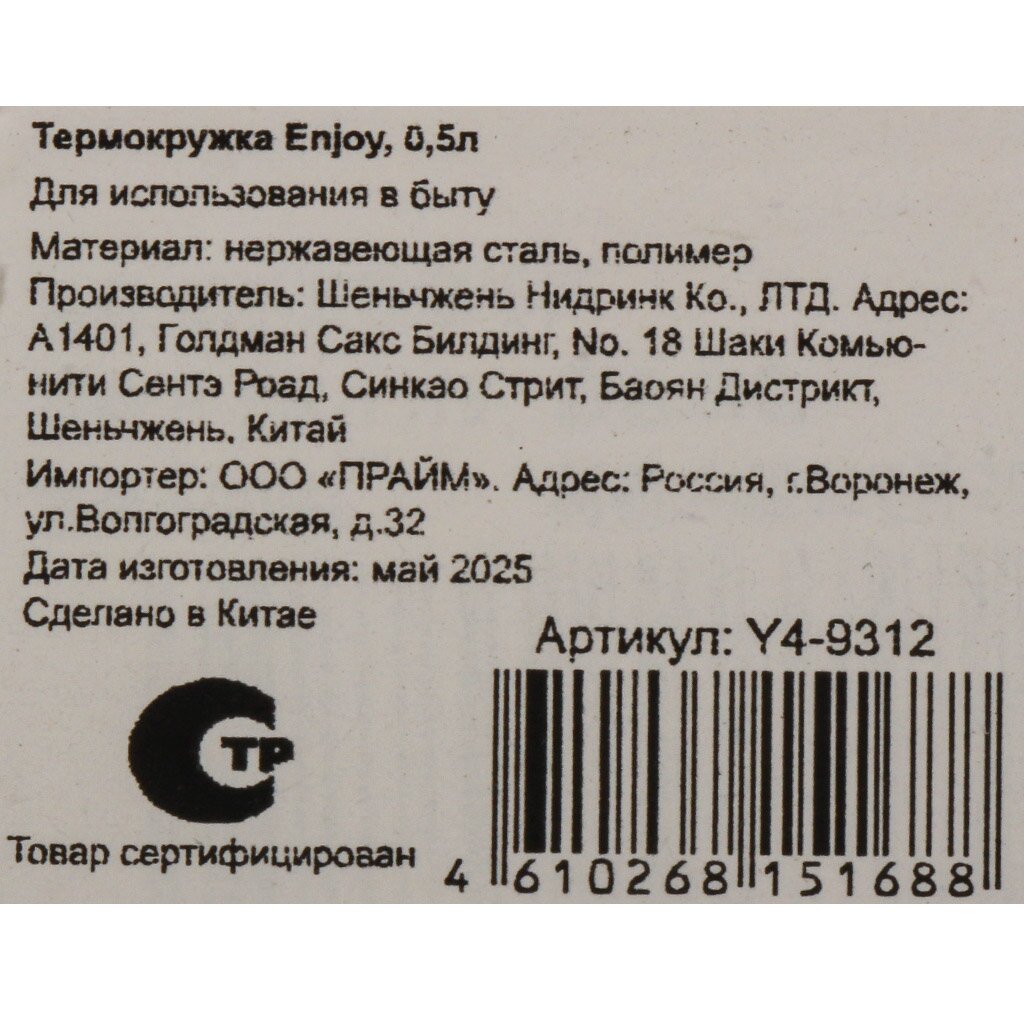 Термокружка Enjoy, 0,5л
Для использования в быту
Материал: нержавеющая сталь, полимер
Производитель: Шеньчжень Нидринк Ко., ЛТД. Адрес:
А1401, Голдман Сакс Билдинг, No. 18 Шаки Комью-
нити Сентэ Роад, Синкао Стрит, Баоян Дистрикт,
Шеньчжень. Китай
Импортер: ООО «ПРАЙМ». Адрес: Россия, г.Воронеж,
ул.Волгоградская, д.32
Дата изготовления: май 2025
Сделано в Китае
Артикул: Y4-9312
СТР
Товар сертифицирован
4 610268 151688